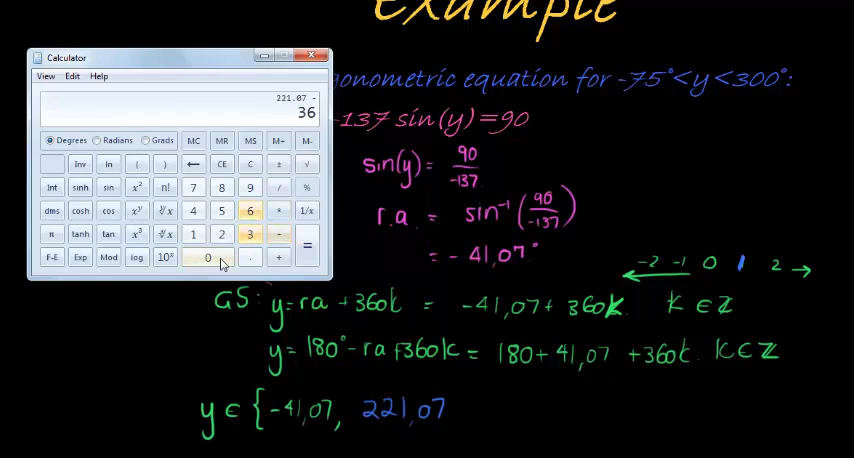 Example
Calculator
View Edit Help
gonometric equation for -75°<y<300°:
221.07 -
36
-137 sin(y)=90
Degrees Radians Grads MC MR MS M+ M-
Inv ln ( ) ← CE C ± √
Int sinh sin x² n! 7 8 9 / %
dms cosh cos xʸ ʸ√x 4 5 6 * 1/x
π tanh tan x³ ³√x 1 2 3 - =
F-E Exp Mod log 10ˣ 0 . +
sin(y) = 90/-137
r.a = sin⁻¹(90/-137)
= -41,07°
-2 -1 0 1 2
GS: y = ra + 360k = -41,07 + 360k. K ∈ ℤ
y = 180° - ra + 360k = 180 + 41,07 + 360k. K ∈ ℤ
y ∈ { -41,07, 221,07